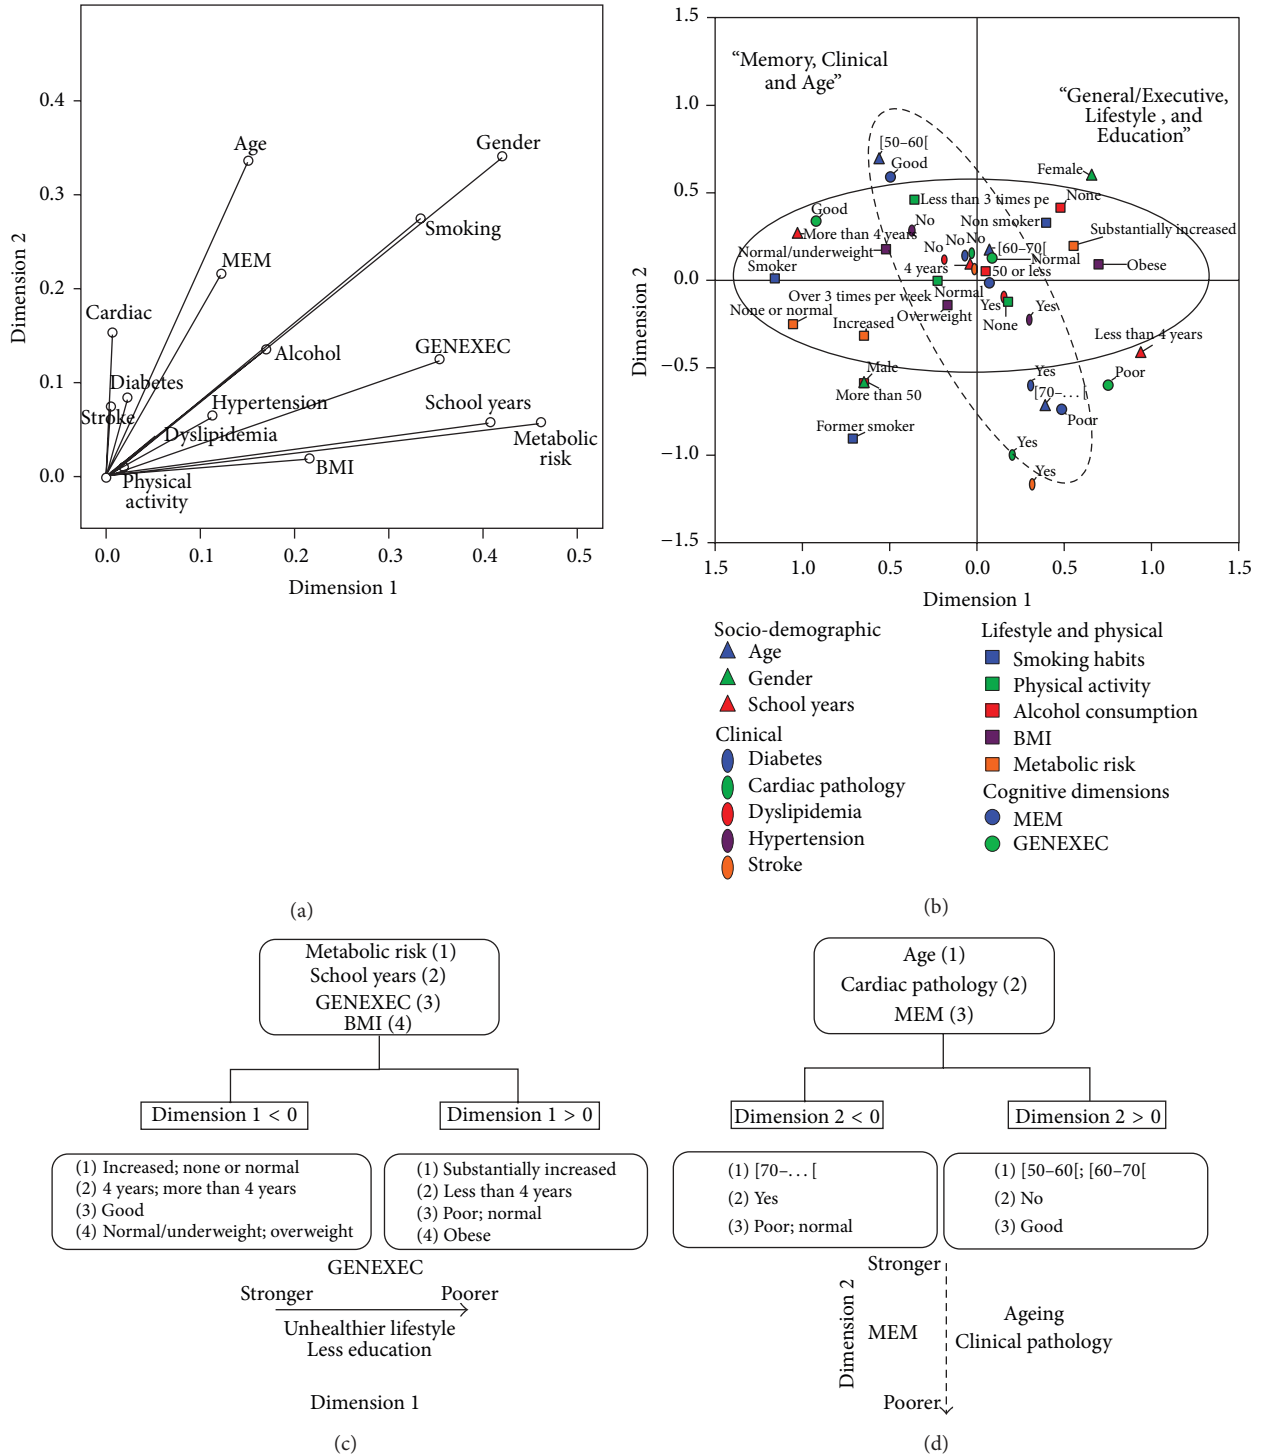 0.4
0.3
0.2
0.1
0.0
Dimension 2
Age
Gender
Smoking
MEM
Cardiac
Alcohol
GENEXEC
Diabetes
Stroke
Hypertension
School years
Dyslipidemia
Metabolic
risk
BMI
Physical
activity
0.0 0.1 0.2 0.3 0.4 0.5
Dimension 1
(a)
1.5
1.0
0.5
0.0
−0.5
−1.0
−1.5
Dimension 2
“Memory, Clinical
and Age”
“General/Executive,
Lifestyle , and
Education”
[50–60[
Good
Female
Less than 3 times pe
None
Good
No
Non smoker
More than 4 years
Substantially increased
No
No
No
[60–70[
Normal/underweight
Normal
Obese
Smoker
4 years
50 or less
Over 3 times per week
Normal
None or normal
Overweight
Yes
Yes
Increased
None
Less than 4 years
Male
More than 50
Yes
Poor
[70–. . . [
Poor
Former smoker
Yes
Yes
1.5 1.0 0.5 0.0 0.5 1.0 1.5
Dimension 1
Socio-demographic
Age
Gender
School years
Clinical
Diabetes
Cardiac pathology
Dyslipidemia
Hypertension
Stroke
Lifestyle and physical
Smoking habits
Physical activity
Alcohol consumption
BMI
Metabolic risk
Cognitive dimensions
MEM
GENEXEC
(b)
Metabolic risk (1)
School years (2)
GENEXEC (3)
BMI (4)
Dimension 1 < 0
Dimension 1 > 0
(1) Increased; none or normal
(2) 4 years; more than 4 years
(3) Good
(4) Normal/underweight; overweight
(1) Substantially increased
(2) Less than 4 years
(3) Poor; normal
(4) Obese
GENEXEC
Stronger Poorer
Unhealthier lifestyle
Less education
Dimension 1
(c)
Age (1)
Cardiac pathology (2)
MEM (3)
Dimension 2 < 0
Dimension 2 > 0
(1) [70–. . . [
(2) Yes
(3) Poor; normal
(1) [50–60[; [60–70[
(2) No
(3) Good
Stronger
Dimension 2
MEM
Ageing
Clinical pathology
Poorer
(d)